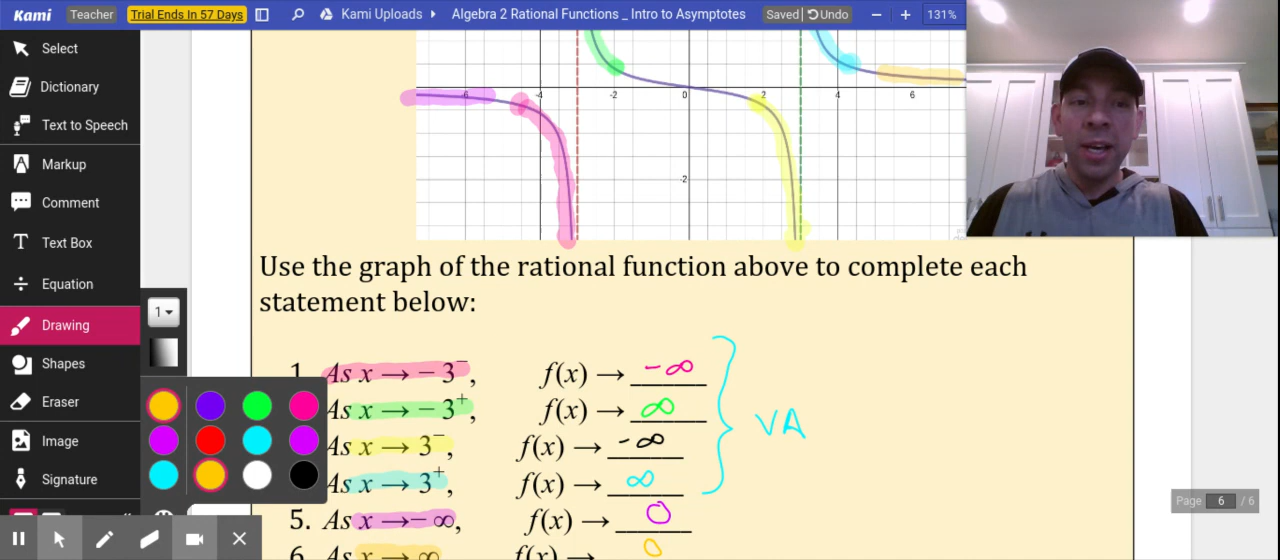 Kami Teacher Trial Ends In 57 Days Kami Uploads Algebra 2 Rational Functions _ Intro to Asymptotes Saved Undo 131%
Select
Dictionary
Text to Speech
Markup
Comment
Text Box
Equation
Drawing
Shapes
Eraser
Image
Signature
1
-6 -4 -2 0 2 4
-2
Use the graph of the rational function above to complete each
statement below:
1. As x → − 3⁻, f(x) → -∞
As x → − 3⁺, f(x) → ∞
As x → 3⁻, f(x) → -∞
As x → 3⁺, f(x) → ∞
VA
5. As x → − ∞, f(x) → 0
6. As x → ∞ f(x) → 0
Page 6 / 6